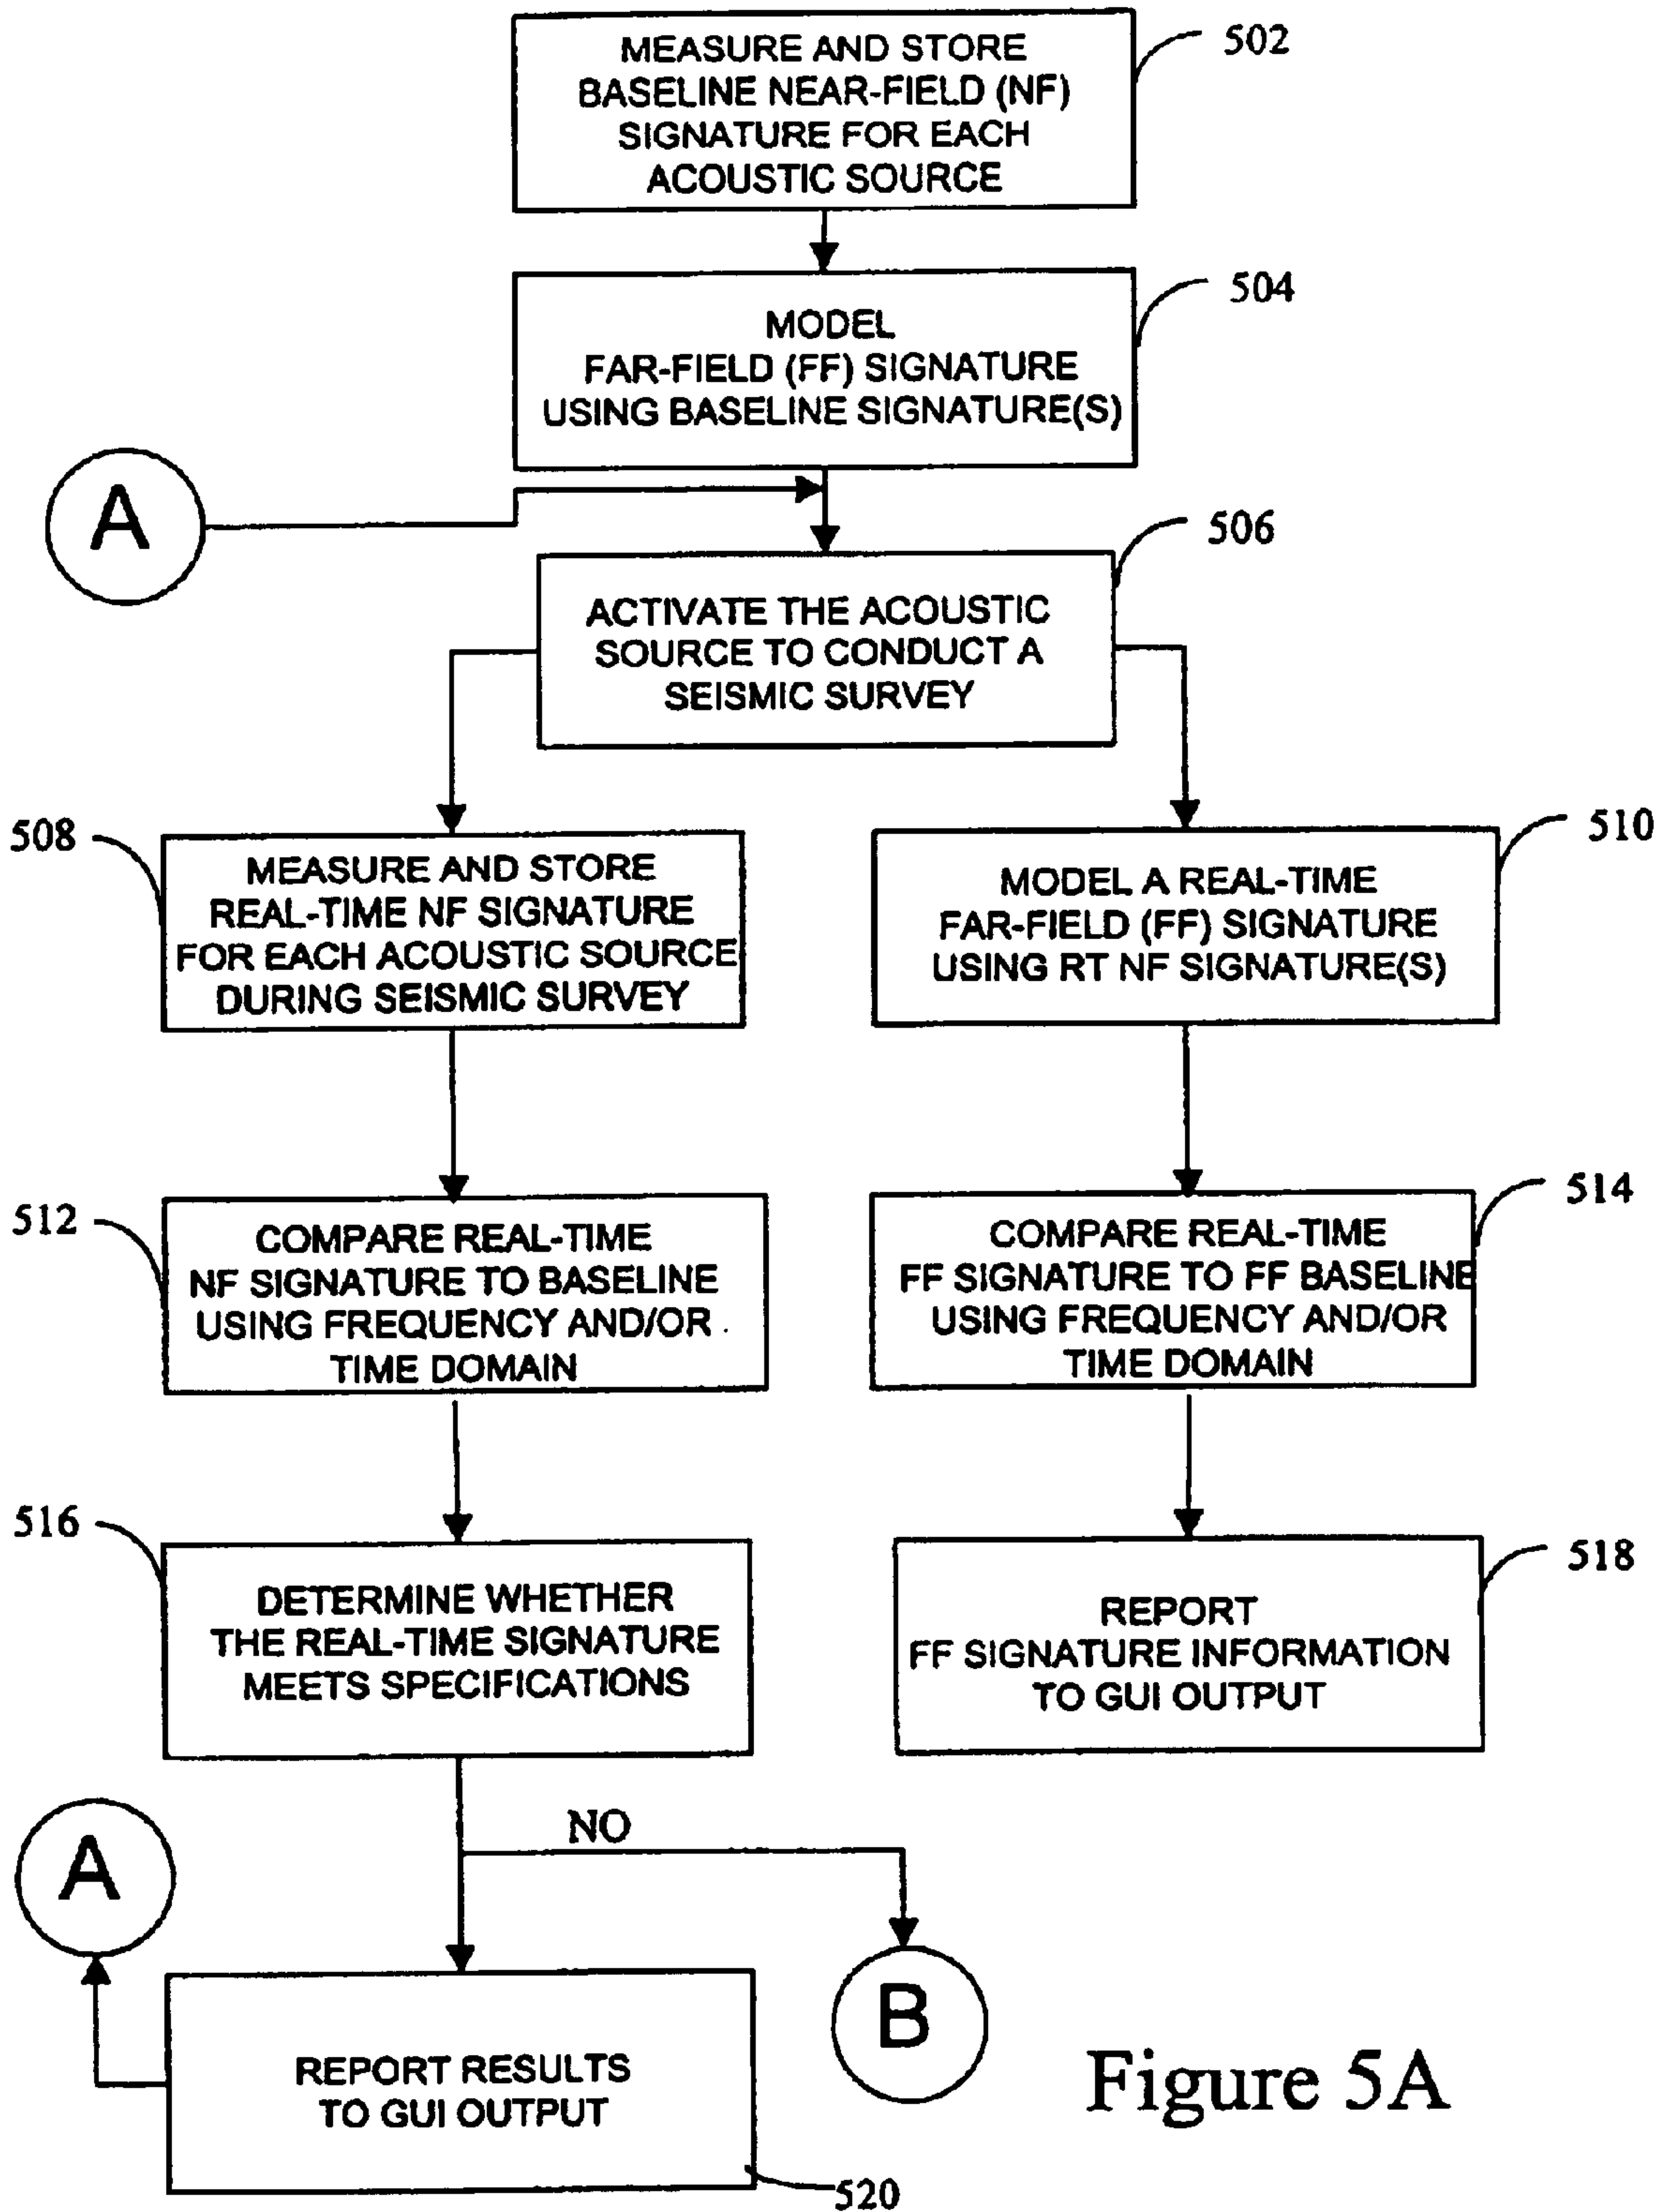 MEASURE AND STORE
BASELINE NEAR-FIELD (NF)
SIGNATURE FOR EACH
ACOUSTIC SOURCE
502
MODEL
FAR-FIELD (FF) SIGNATURE
USING BASELINE SIGNATURE(S)
504
A
ACTIVATE THE ACOUSTIC
SOURCE TO CONDUCT A
SEISMIC SURVEY
506
508
MEASURE AND STORE
REAL-TIME NF SIGNATURE
FOR EACH ACOUSTIC SOURCE
DURING SEISMIC SURVEY
MODEL A REAL-TIME
FAR-FIELD (FF) SIGNATURE
USING RT NF SIGNATURE(S)
510
512
COMPARE REAL-TIME
NF SIGNATURE TO BASELINE
USING FREQUENCY AND/OR
TIME DOMAIN
COMPARE REAL-TIME
FF SIGNATURE TO FF BASELINE
USING FREQUENCY AND/OR
TIME DOMAIN
514
516
DETERMINE WHETHER
THE REAL-TIME SIGNATURE
MEETS SPECIFICATIONS
REPORT
FF SIGNATURE INFORMATION
TO GUI OUTPUT
518
NO
A
B
REPORT RESULTS
TO GUI OUTPUT
520
Figure 5A